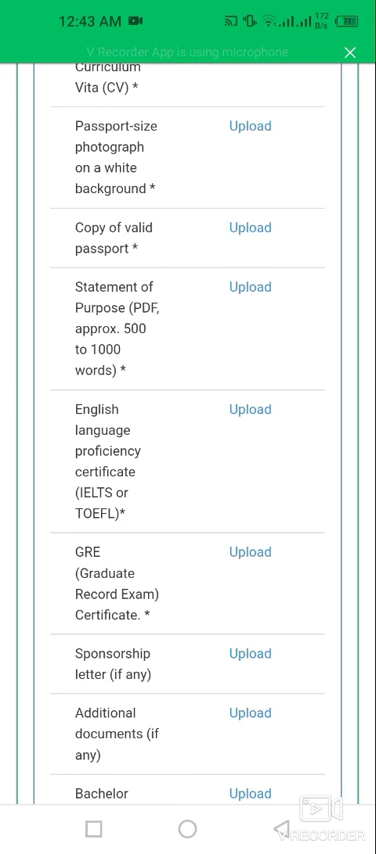 12:43 AM
172
B/s
V Recorder App is using microphone
Curriculum
Vita (CV) *
Passport-size
photograph
on a white
background *
Upload
Copy of valid
passport *
Upload
Statement of
Purpose (PDF,
approx. 500
to 1000
words) *
Upload
English
language
proficiency
certificate
(IELTS or
TOEFL)*
Upload
GRE
(Graduate
Record Exam)
Certificate. *
Upload
Sponsorship
letter (if any)
Upload
Additional
documents (if
any)
Upload
Bachelor
Upload
V RECORDER